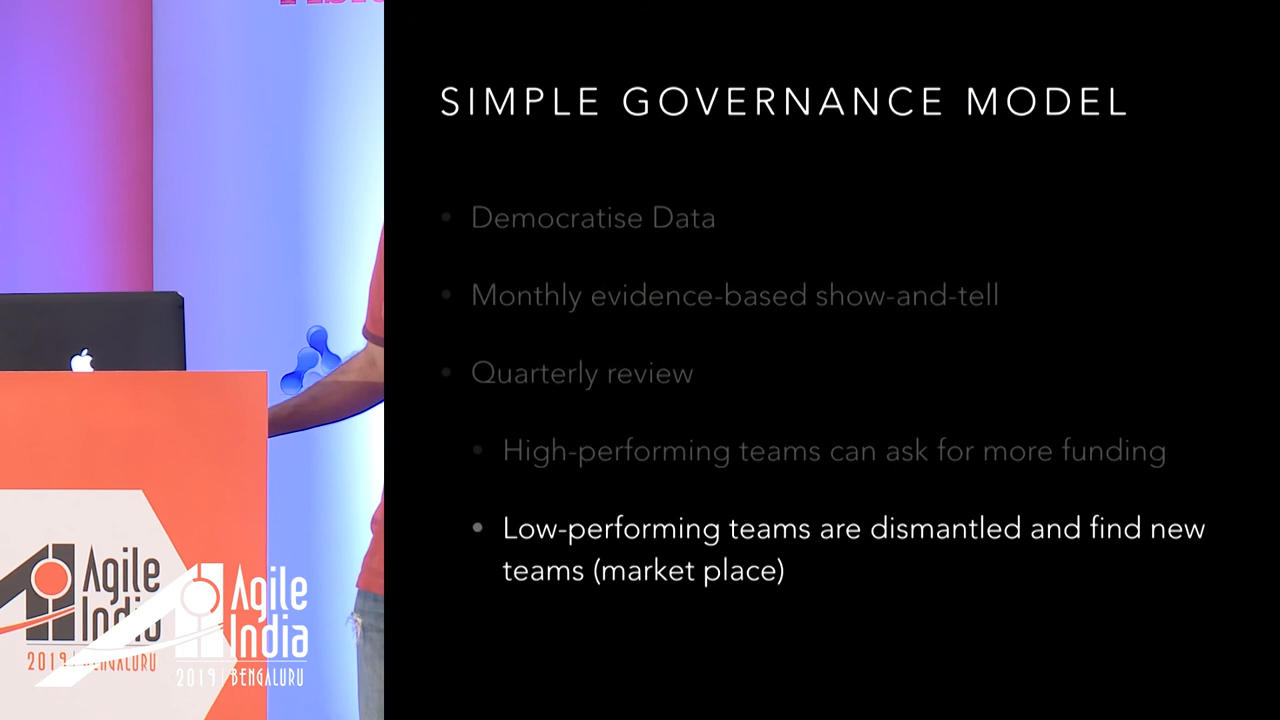 SIMPLE GOVERNANCE MODEL
• Democratise Data
• Monthly evidence-based show-and-tell
• Quarterly review
• High-performing teams can ask for more funding
• Low-performing teams are dismantled and find new
teams (market place)
Agile
India
2019 | BENGALURU
Agile
India
2019 | BENGALURU